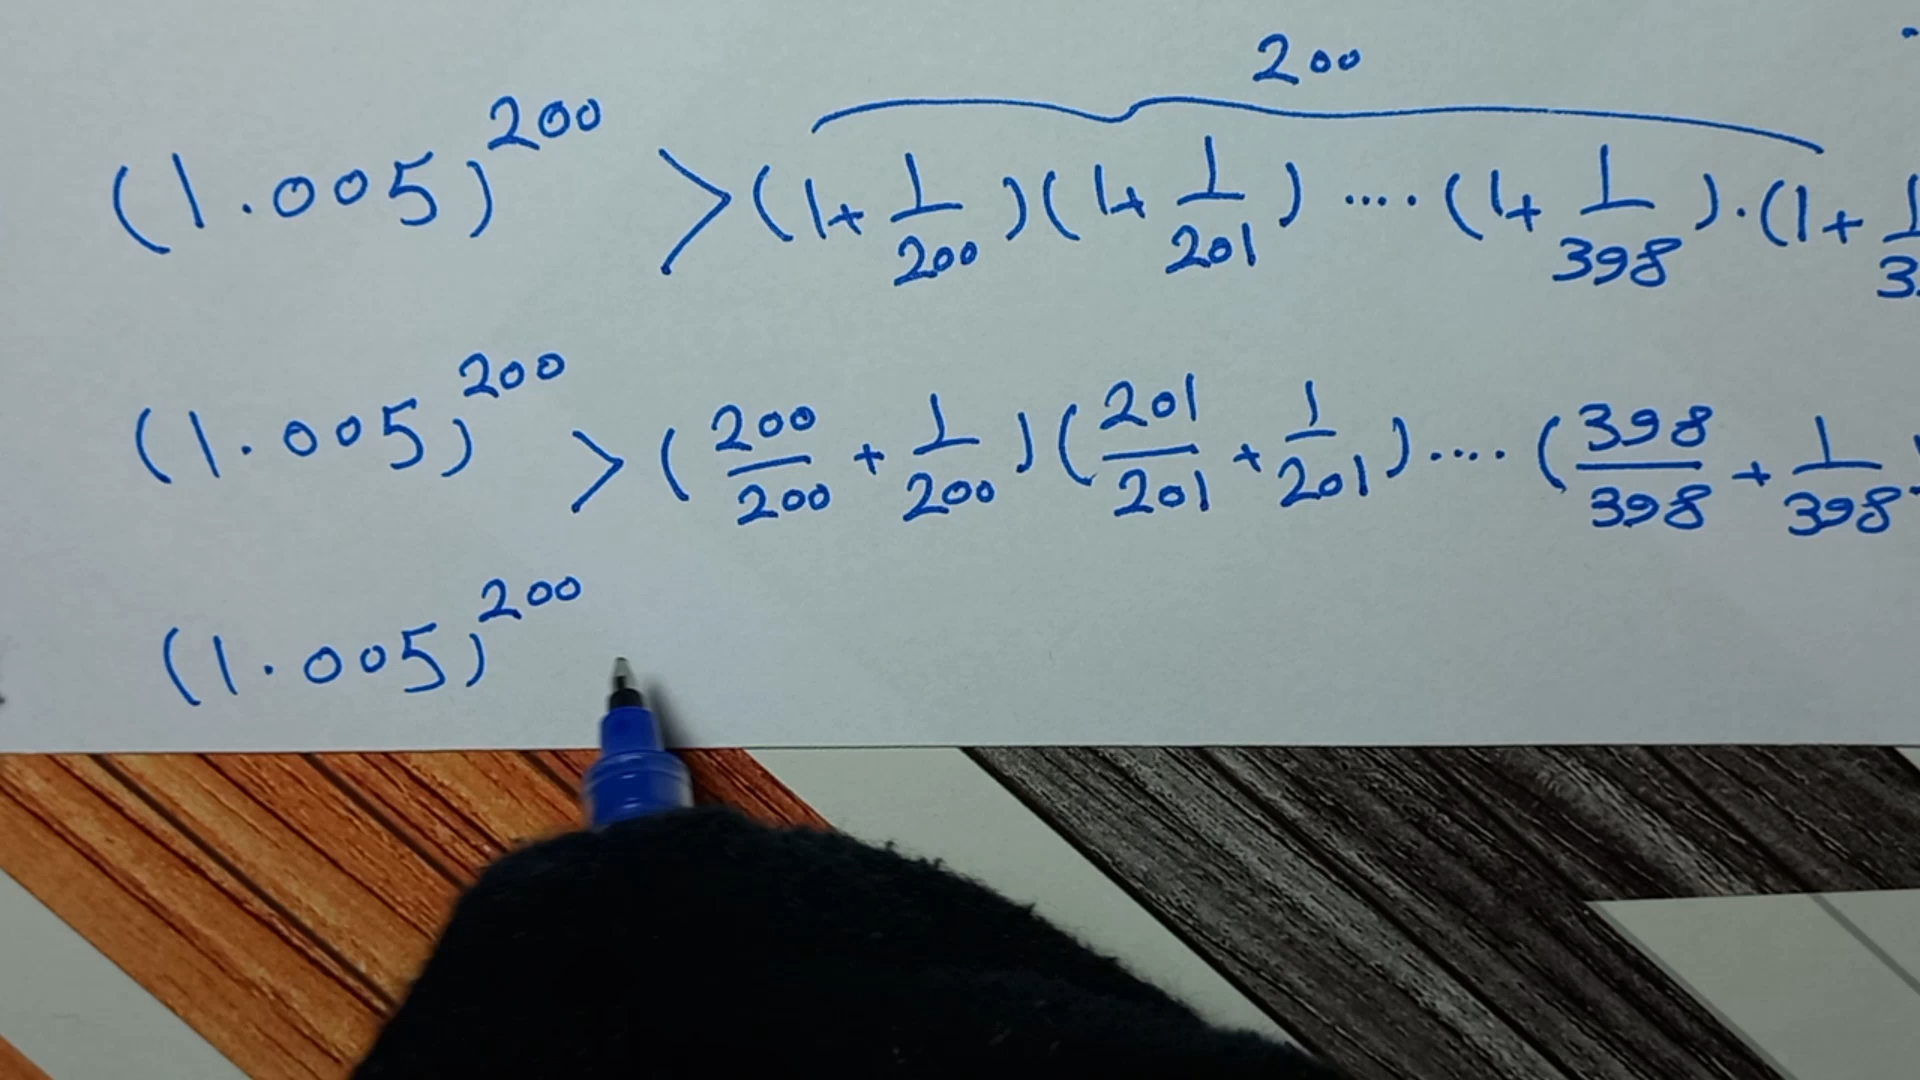 200
(1.005)^200 > (1+ 1/200)(1+ 1/201) .... (1+ 1/398).(1+
(1.005)^200 > (200/200 + 1/200)(201/201 + 1/201) .... (398/398 + 1/398
(1.005)^200